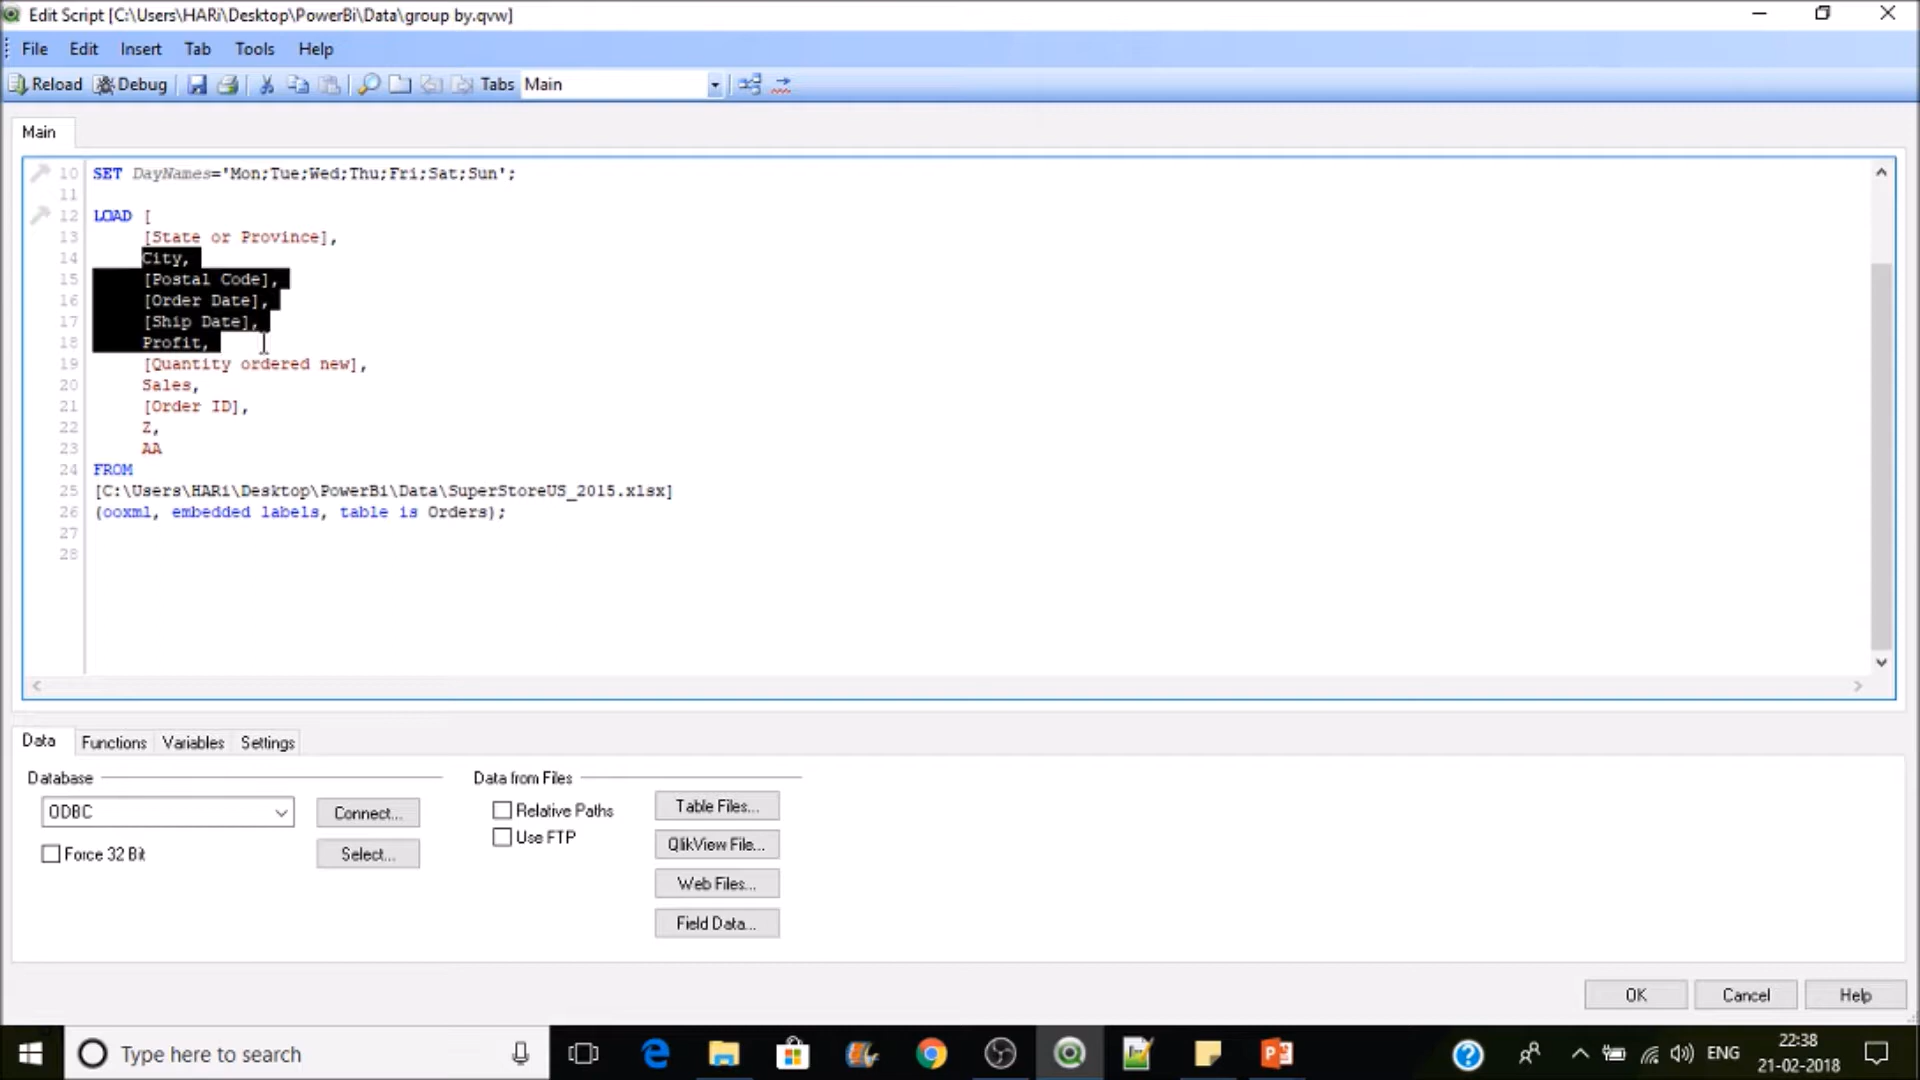 Edit Script [C:\Users\HARi\Desktop\PowerBi\Data\group by.qvw]
File Edit Insert Tab Tools Help
Reload Debug Tabs Main
Main
10 SET DayNames='Mon;Tue;Wed;Thu;Fri;Sat;Sun';
11
12 LOAD [
13 [State or Province],
14 City,
15 [Postal Code],
16 [Order Date],
17 [Ship Date],
18 Profit,
19 [Quantity ordered new],
20 Sales,
21 [Order ID],
22 Z,
23 AA
24 FROM
25 [C:\Users\HARi\Desktop\PowerBi\Data\SuperStoreUS_2015.xlsx]
26 (ooxml, embedded labels, table is Orders);
27
28
Data Functions Variables Settings
Database Data from Files
ODBC Connect... Relative Paths Table Files...
Use FTP QlikView File...
Force 32 Bit Select...
Web Files...
Field Data...
OK Cancel Help
Type here to search
ENG
22:38
21-02-2018